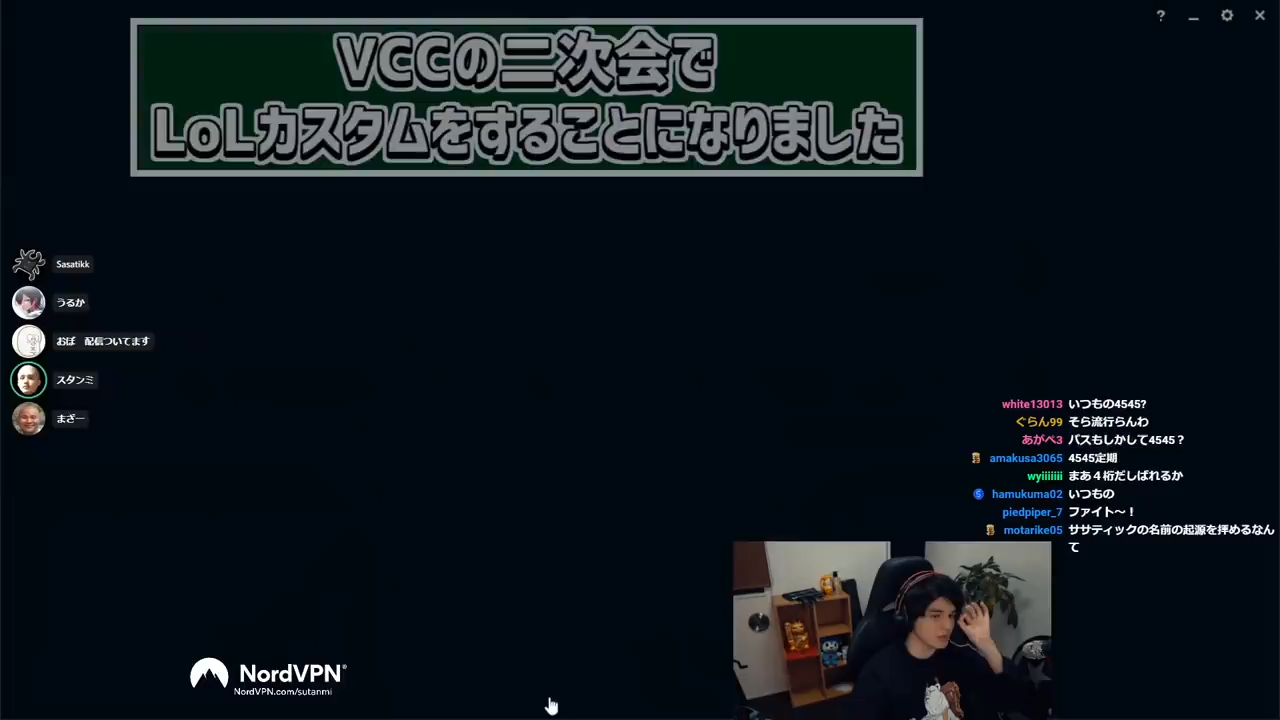 ?
VCCの二次会で
LoLカスタムをすることになりました
Sasatikk
うるか
おぼ 配信ついてます
スタンミ
まざー
white13013 いつもの4545?
ぐらん99 そら流行らんわ
あがぺ3 パスもしかして4545？
amakusa3065 4545定期
wyiiiiiii まあ４桁だしばれるか
hamukuma02 いつもの
piedpiper_7 ファイト〜！
motarike05 ササティックの名前の起源を拝めるなん
て
NordVPN®
NordVPN.com/sutanmi